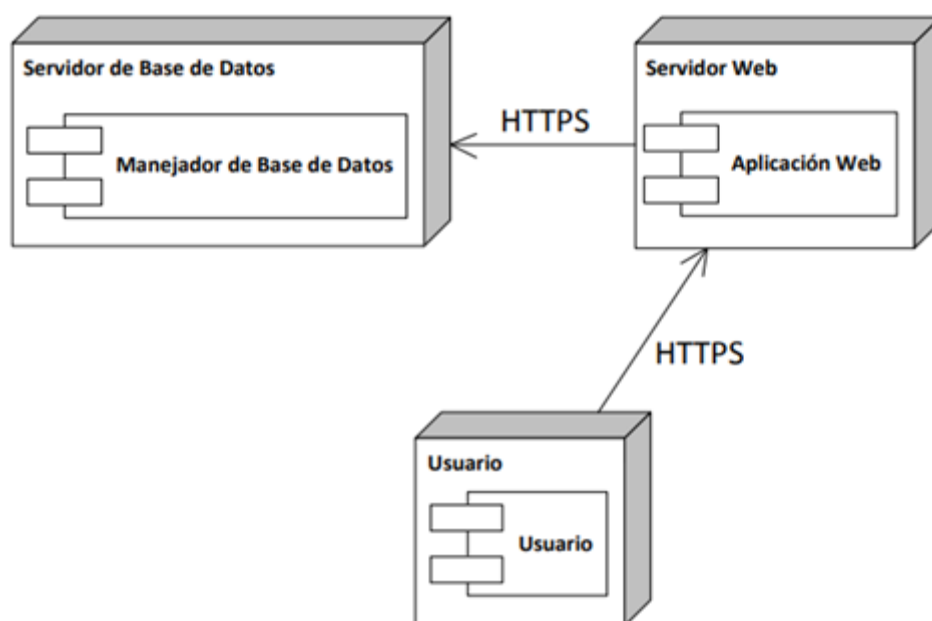 Servidor de Base de Datos
Manejador de Base de Datos
HTTPS
Servidor Web
Aplicación Web
HTTPS
Usuario
Usuario